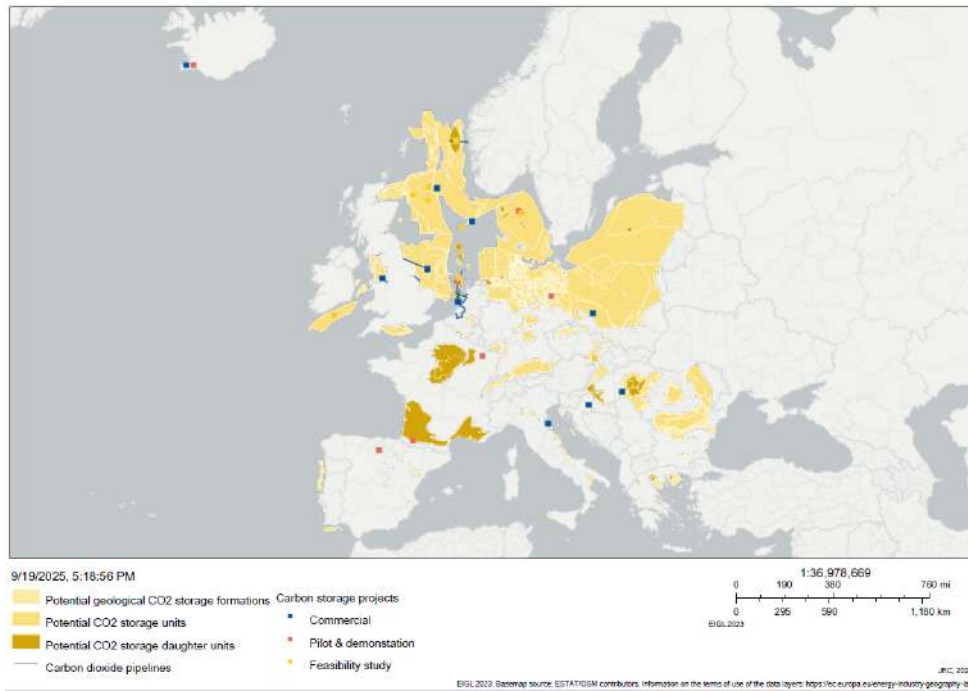 9/19/2025, 5:18:56 PM
Potential geological CO2 storage formations
Potential CO2 storage units
Potential CO2 storage daughter units
Carbon dioxide pipelines
Carbon storage projects
Commercial
Pilot & demonstation
Feasibility study
1:36,978,669
0 190 380 760 mi
0 295 590 1,180 km
EIGL 2023
JRC, 202
EIGL 2023. Basemap source: ESTAT/OSM contributors. Information on the terms of use of the data layers: https://ec.europa.eu/energy-industry-geography-la